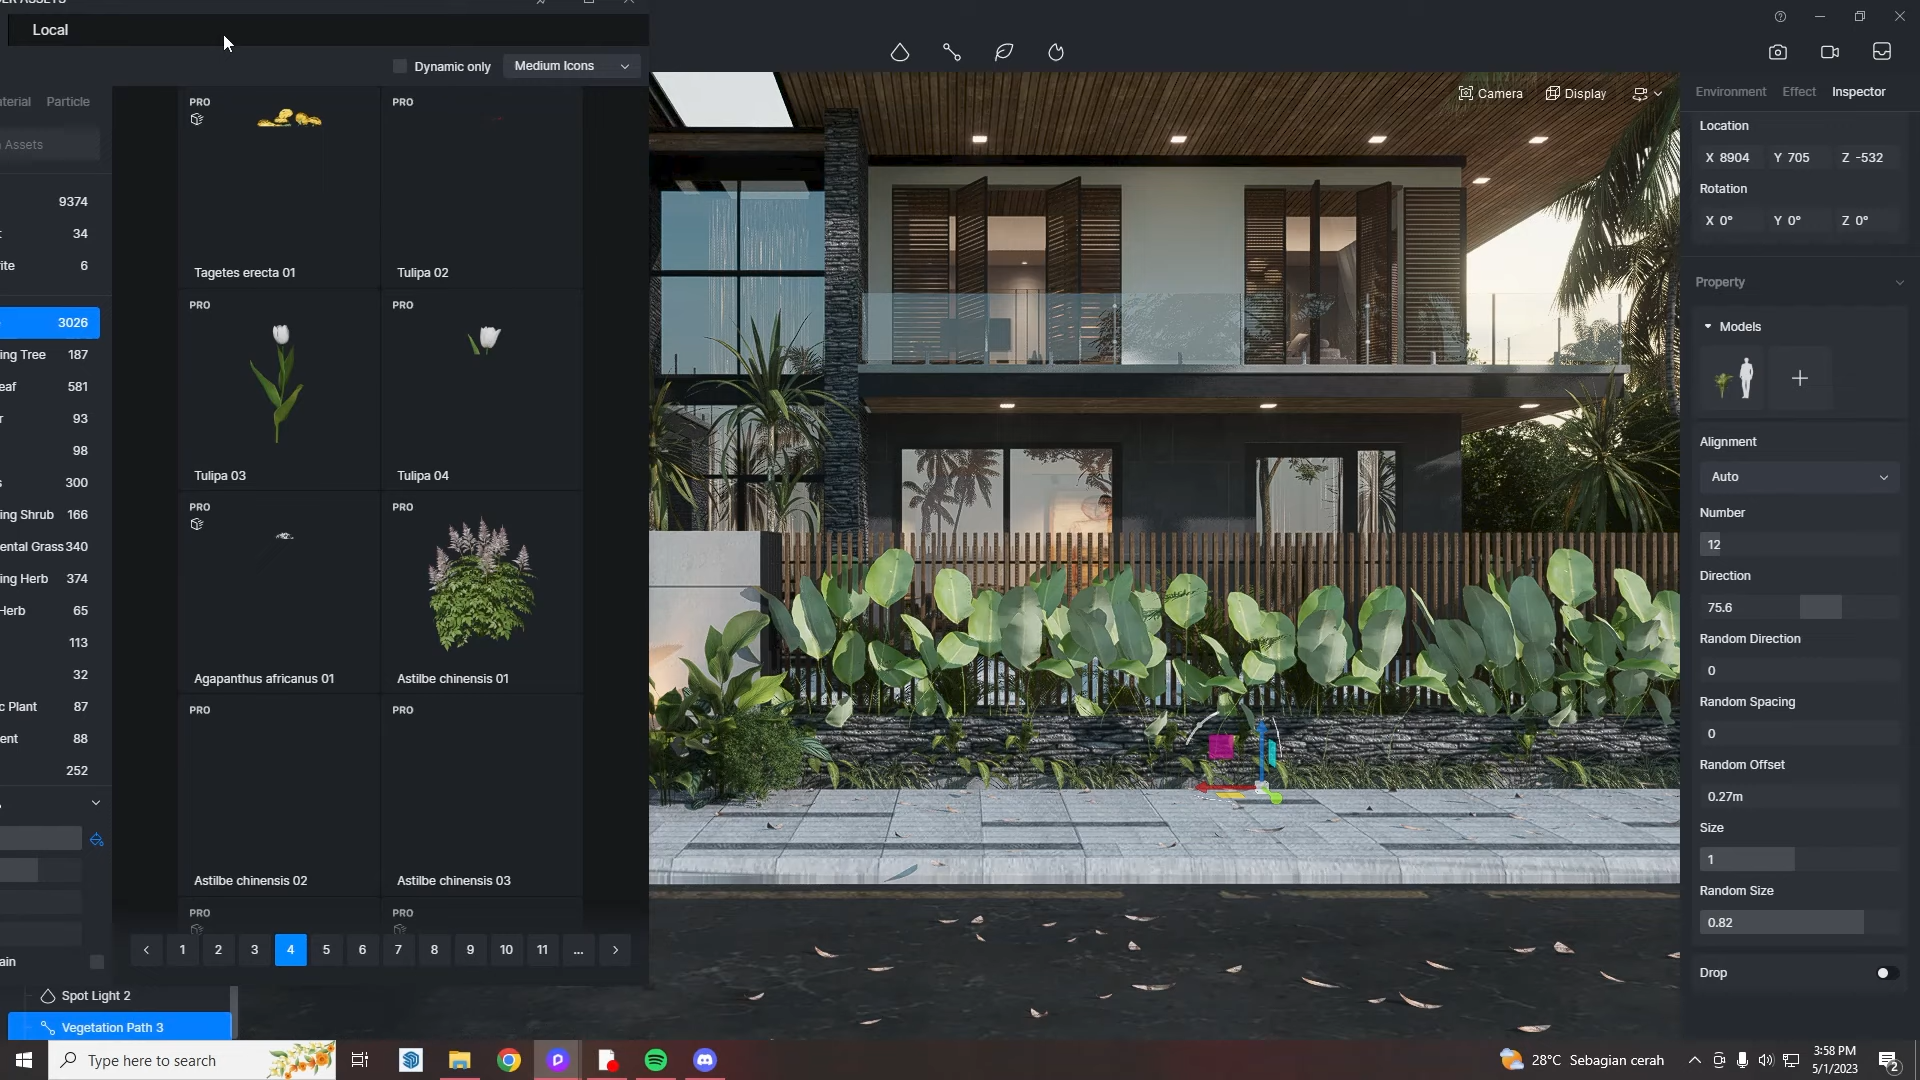 Local
Dynamic only
Medium Icons
Particle
Assets
9374
34
6
3026
ing Tree 187
581
93
98
300
ing Shrub 166
ental Grass 340
ing Herb 374
Herb 65
113
32
c Plant 87
ent 88
252
ain
PRO
PRO
Tagetes erecta 01
Tulipa 02
PRO
PRO
Tulipa 03
Tulipa 04
PRO
PRO
Agapanthus africanus 01
Astilbe chinensis 01
PRO
PRO
Astilbe chinensis 02
Astilbe chinensis 03
PRO
PRO
1 2 3 4 5 6 7 8 9 10 11 ...
Spot Light 2
Vegetation Path 3
Camera
Display
Environment Effect Inspector
Location
X 8904 Y 705 Z -532
Rotation
X 0° Y 0° Z 0°
Property
Models
Alignment
Auto
Number
12
Direction
75.6
Random Direction
0
Random Spacing
0
Random Offset
0.27m
Size
1
Random Size
0.82
Drop
Type here to search
28°C Sebagian cerah
3:58 PM
5/1/2023
2